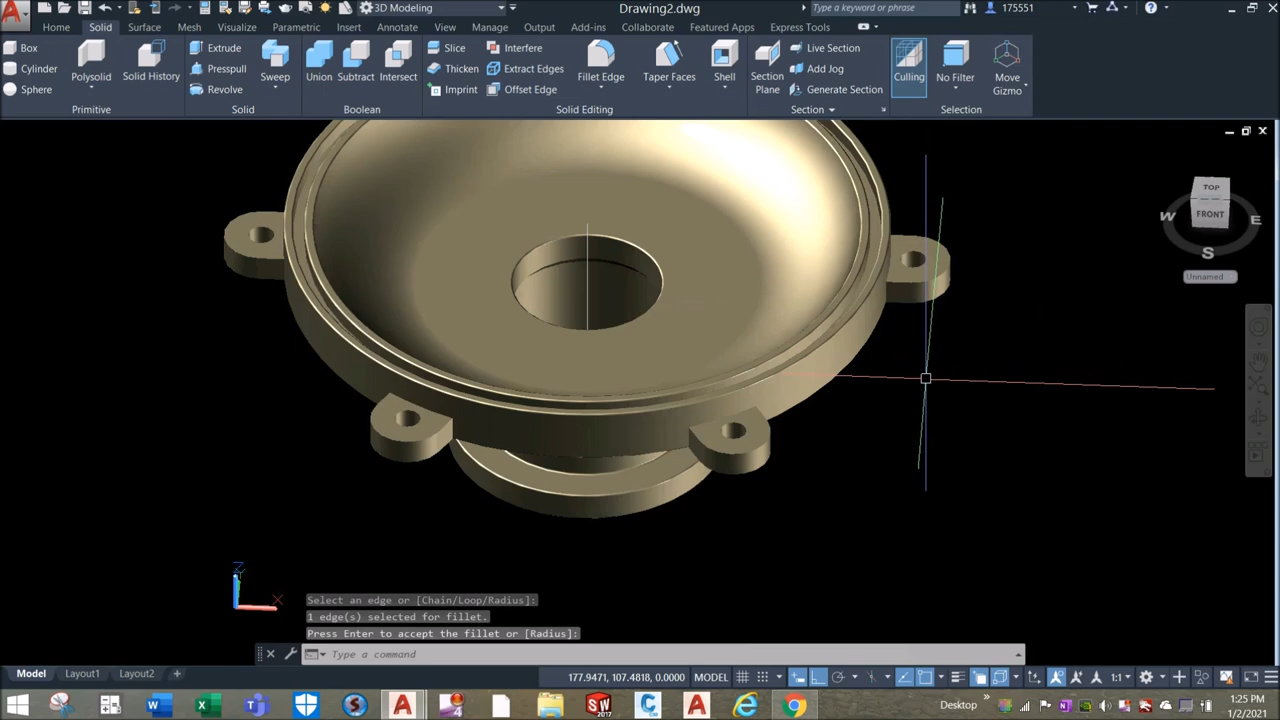 3D Modeling
Drawing2.dwg
Type a keyword or phrase
175551
Home
Solid
Surface
Mesh
Visualize
Parametric
Insert
Annotate
View
Manage
Output
Add-ins
Collaborate
Featured Apps
Express Tools
Box
Cylinder
Sphere
Polysolid
Solid History
Primitive
Extrude
Presspull
Revolve
Sweep
Solid
Union
Subtract
Intersect
Boolean
Slice
Thicken
Imprint
Interfere
Extract Edges
Offset Edge
Fillet Edge
Taper Faces
Shell
Solid Editing
Section
Plane
Live Section
Add Jog
Generate Section
Section
Culling
No Filter
Move
Gizmo
Selection
TOP
FRONT
W
E
S
Unnamed
Z
X
Select an edge or [Chain/Loop/Radius]:
1 edge(s) selected for fillet.
Press Enter to accept the fillet or [Radius]:
Type a command
Model
Layout1
Layout2
177.9471, 107.4818, 0.0000
MODEL
1:1
Desktop
1:25 PM
1/2/2021